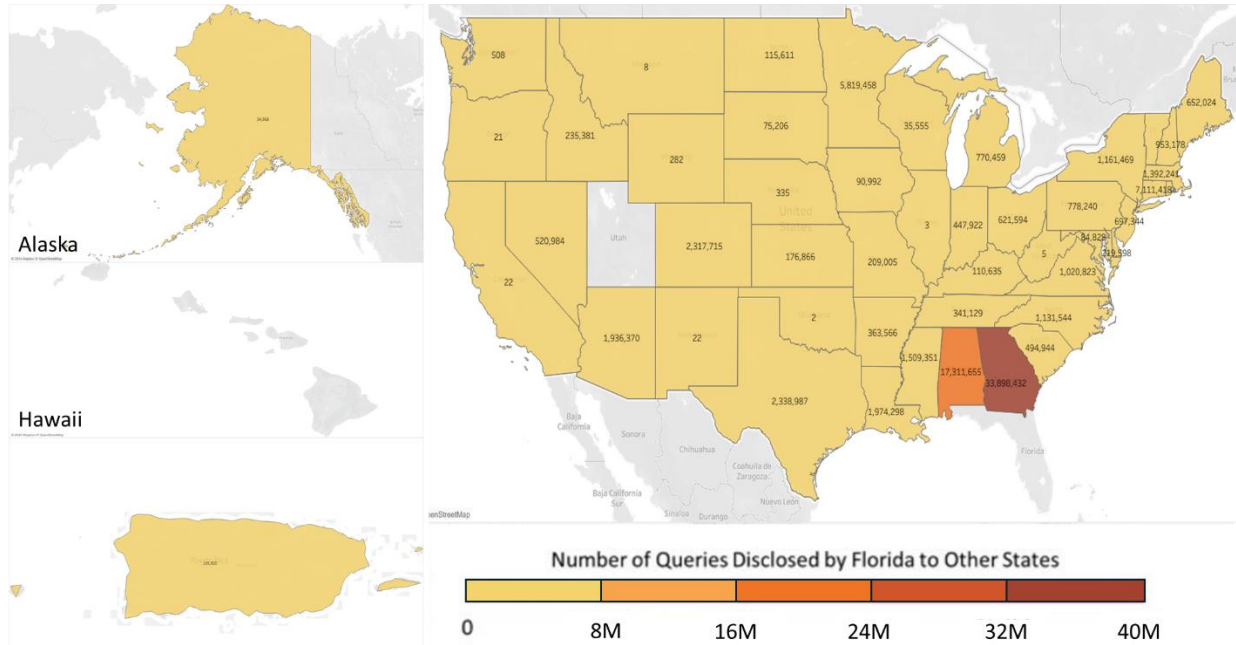 Alaska
Hawaii
508
8
115,611
5,819,458
652,024
21
235,381
75,206
35,555
770,459
1,161,469
953,178
1,392,241
7,111,418
282
335
United
States
90,992
778,240
697,344
520,984
Utah
2,317,715
176,866
209,005
3
447,922
621,594
5
84,828
1,020,823
110,635
22
1,936,370
22
2
363,566
341,129
1,131,544
494,944
1,509,351
17,311,655
33,898,432
2,338,987
1,974,298
Baja
California
Sonora
Chihuahua
Coahuila de
Zaragoza
Florida
Baja California
Sur
Sinaloa
Durango
Nuevo León
enStreetMap
Number of Queries Disclosed by Florida to Other States
0
8M
16M
24M
32M
40M